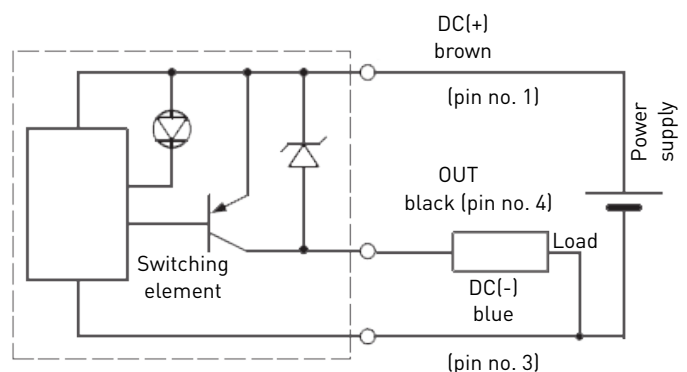 DC(+)
brown
(pin no. 1)
Power
supply
OUT
black (pin no. 4)
Load
Switching
element
DC(-)
blue
(pin no. 3)